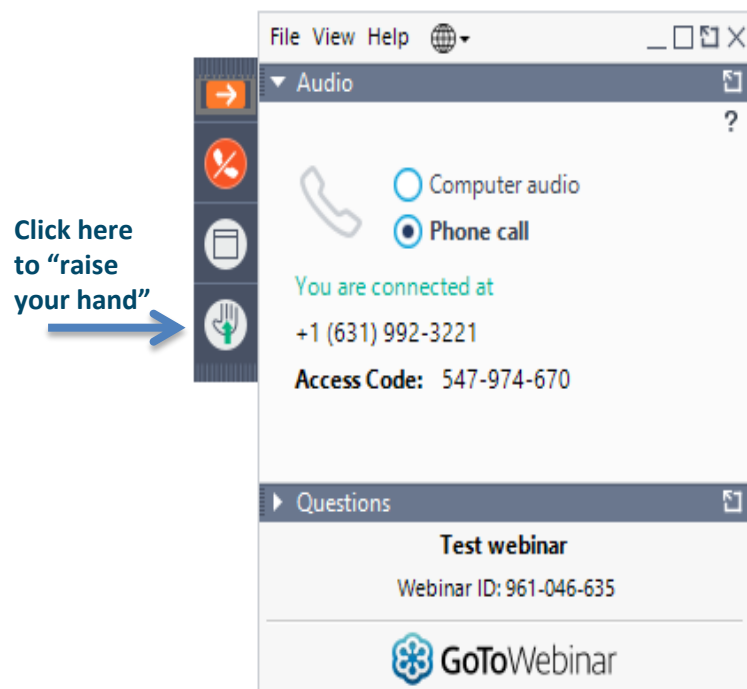 File View Help
Audio
?
Computer audio
Phone call
Click here
to “raise
your hand”
You are connected at
+1 (631) 992-3221
Access Code: 547-974-670
Questions
Test webinar
Webinar ID: 961-046-635
GoToWebinar